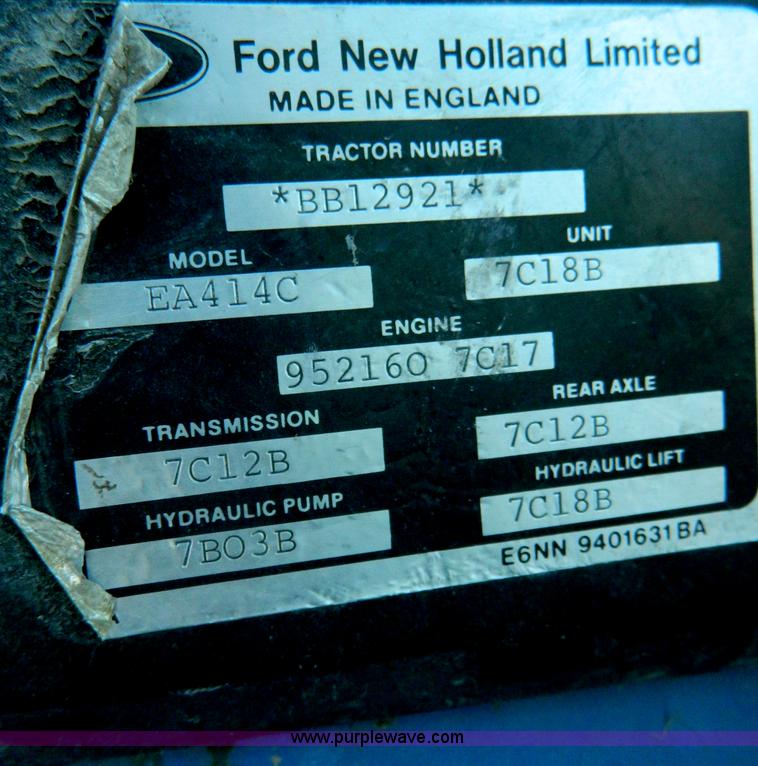 Ford New Holland Limited
MADE IN ENGLAND
TRACTOR NUMBER
*BB12921*
MODEL
UNIT
EA414C
7C18B
ENGINE
952160 7C17
TRANSMISSION
REAR AXLE
7C12B
7C12B
HYDRAULIC PUMP
HYDRAULIC LIFT
7B03B
7C18B
E6NN 9401631BA
www.purplewave.com